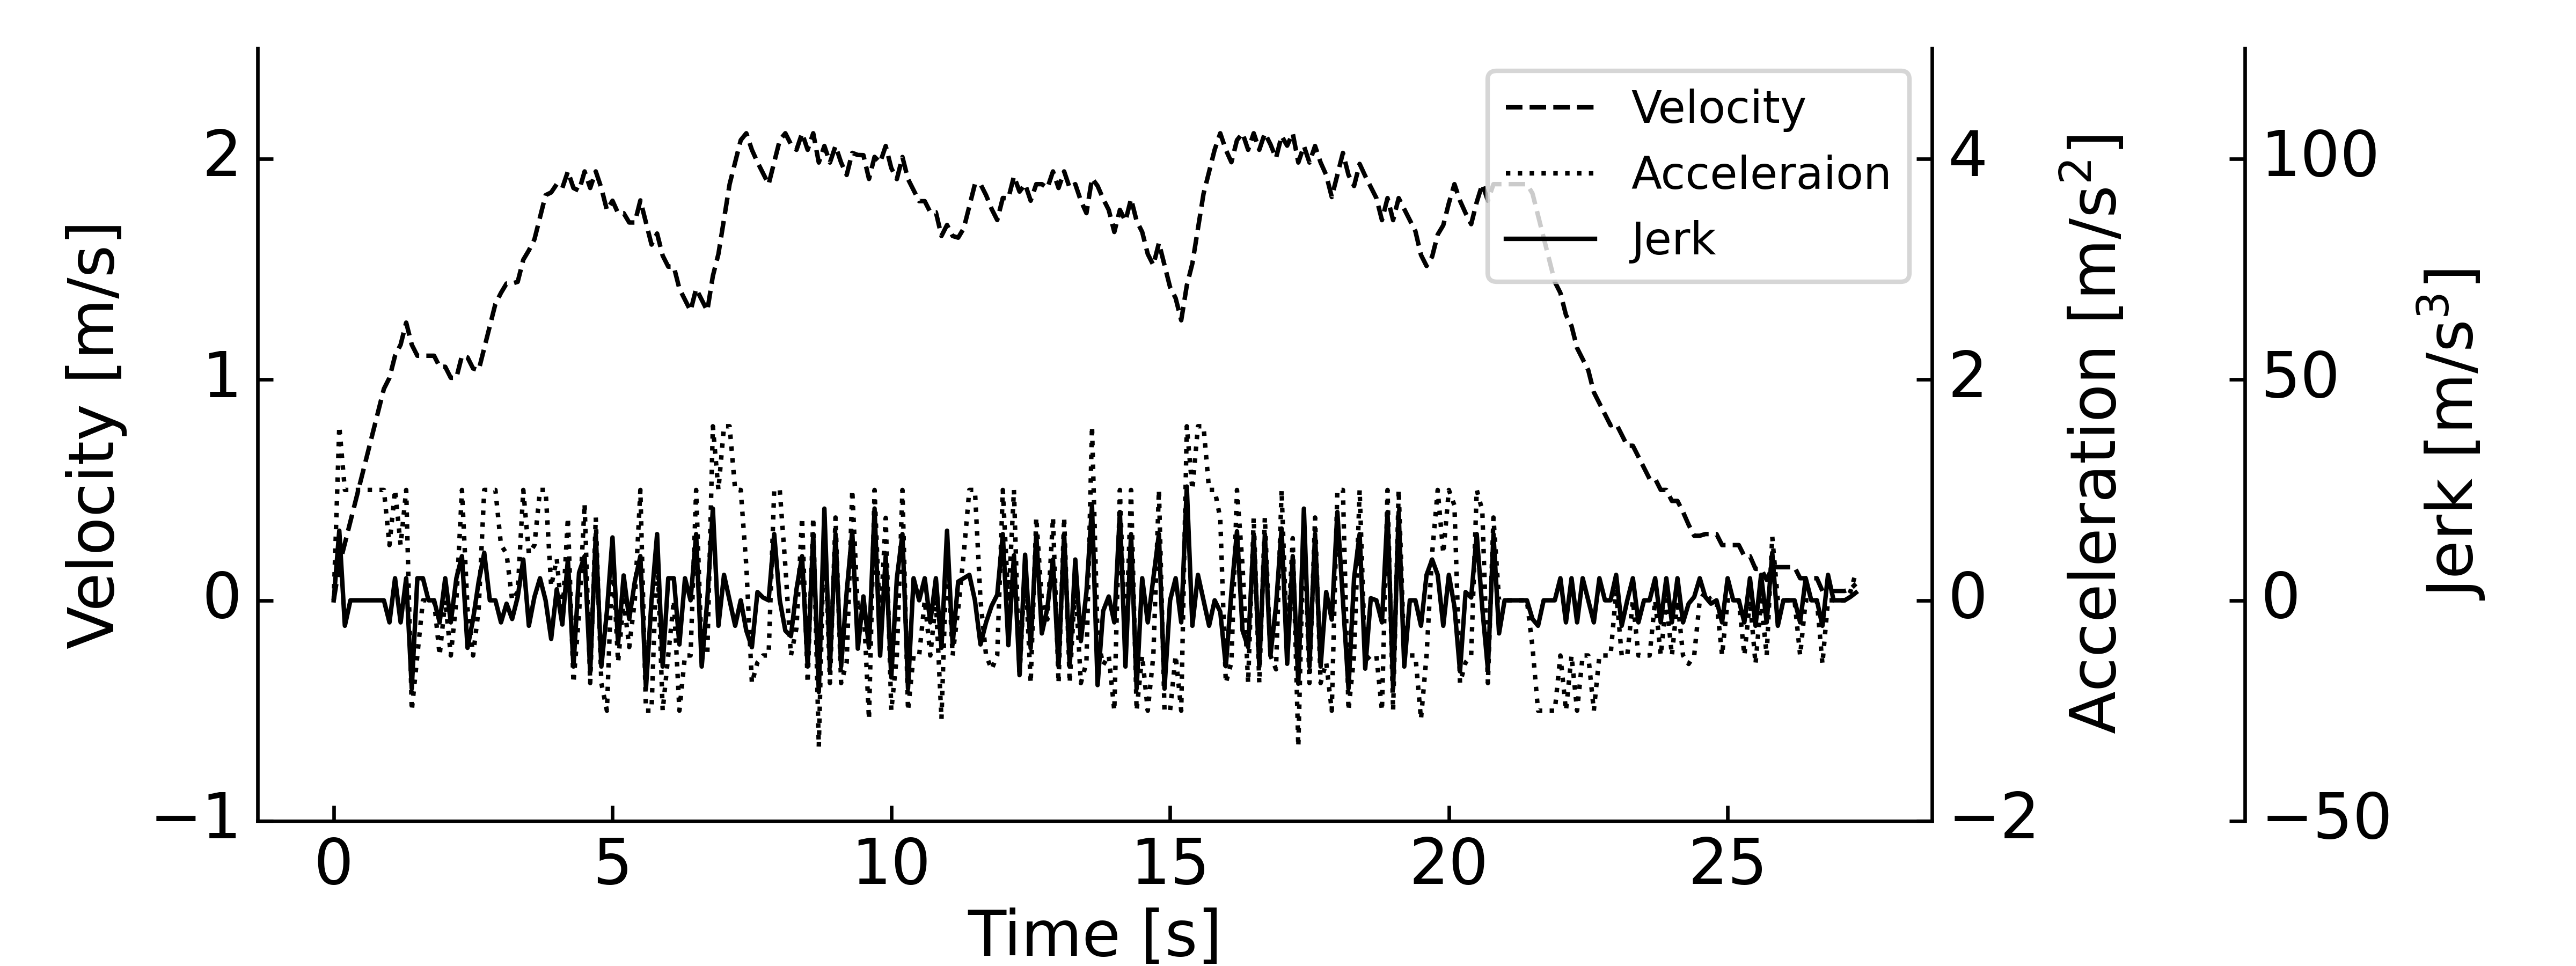 Velocity [m/s]
2
1
0
−1
0 5 10 15 20 25
Time [s]
Velocity
Acceleraion
Jerk
4
2
0
−2
Acceleration [m/s²]
100
50
0
−50
Jerk [m/s³]